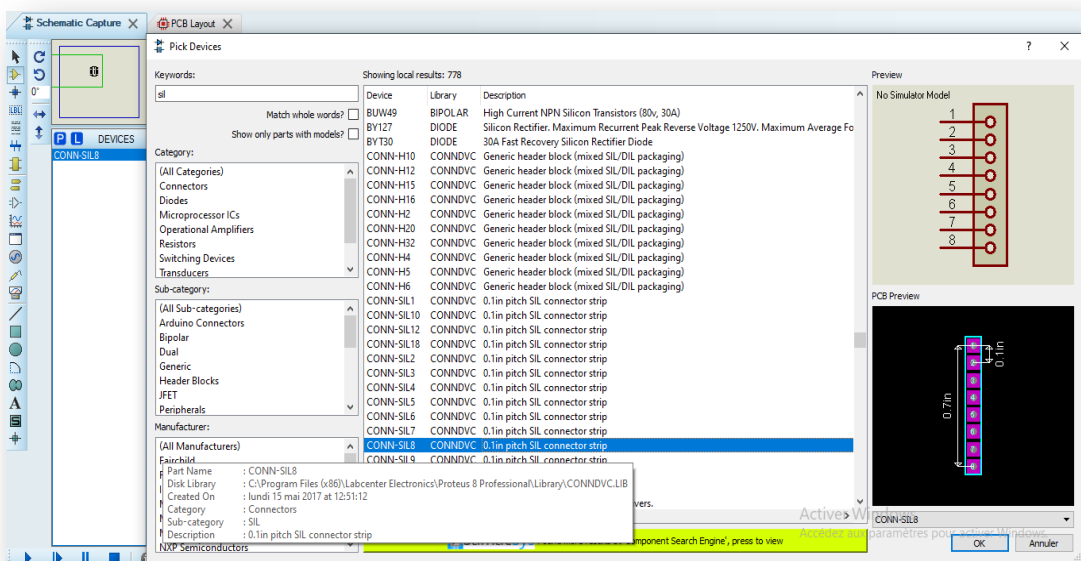 Schematic Capture
PCB Layout
Pick Devices
?
Keywords:
sil
Match whole words?
Show only parts with models?
Category:
(All Categories)
Connectors
Diodes
Microprocessor ICs
Operational Amplifiers
Resistors
Switching Devices
Transducers
Sub-category:
(All Sub-categories)
Arduino Connectors
Bipolar
Dual
Generic
Header Blocks
JFET
Peripherals
Manufacturer:
(All Manufacturers)
Fairchild
NXP Semiconductors
0°
LBL
A
S
P L DEVICES
CONN-SIL8
Showing local results: 778
Device Library Description
BUW49 BIPOLAR High Current NPN Silicon Transistors (80v, 30A)
BY127 DIODE Silicon Rectifier. Maximum Recurrent Peak Reverse Voltage 1250V. Maximum Average Fo
BYT30 DIODE 30A Fast Recovery Silicon Rectifier Diode
CONN-H10 CONNDVC Generic header block (mixed SIL/DIL packaging)
CONN-H12 CONNDVC Generic header block (mixed SIL/DIL packaging)
CONN-H15 CONNDVC Generic header block (mixed SIL/DIL packaging)
CONN-H16 CONNDVC Generic header block (mixed SIL/DIL packaging)
CONN-H2 CONNDVC Generic header block (mixed SIL/DIL packaging)
CONN-H20 CONNDVC Generic header block (mixed SIL/DIL packaging)
CONN-H32 CONNDVC Generic header block (mixed SIL/DIL packaging)
CONN-H4 CONNDVC Generic header block (mixed SIL/DIL packaging)
CONN-H5 CONNDVC Generic header block (mixed SIL/DIL packaging)
CONN-H6 CONNDVC Generic header block (mixed SIL/DIL packaging)
CONN-SIL1 CONNDVC 0.1in pitch SIL connector strip
CONN-SIL10 CONNDVC 0.1in pitch SIL connector strip
CONN-SIL12 CONNDVC 0.1in pitch SIL connector strip
CONN-SIL18 CONNDVC 0.1in pitch SIL connector strip
CONN-SIL2 CONNDVC 0.1in pitch SIL connector strip
CONN-SIL3 CONNDVC 0.1in pitch SIL connector strip
CONN-SIL4 CONNDVC 0.1in pitch SIL connector strip
CONN-SIL5 CONNDVC 0.1in pitch SIL connector strip
CONN-SIL6 CONNDVC 0.1in pitch SIL connector strip
CONN-SIL7 CONNDVC 0.1in pitch SIL connector strip
CONN-SIL8 CONNDVC 0.1in pitch SIL connector strip
CONN-SIL9 CONNDVC 0.1in pitch SIL connector strip
Part Name : CONN-SIL8
Disk Library : C:\Program Files (x86)\Labcenter Electronics\Proteus 8 Professional\Library\CONNDVC.LIB
Created On : lundi 15 mai 2017 at 12:51:12
Category : Connectors
Sub-category : SIL
Description : 0.1in pitch SIL connector strip
omponent Search Engine', press to view
Preview
No Simulator Model
1
2
3
4
5
6
7
8
PCB Preview
0.1in
0.7in
CONN-SIL8
Activer Windows
Accédez aux paramètres pour activer Windows.
OK
Annuler